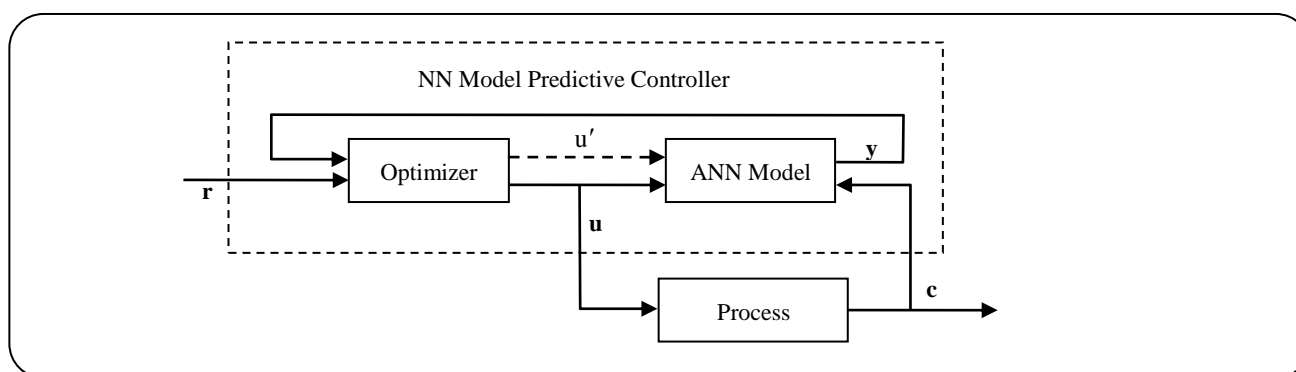 NN Model Predictive Controller
u′
y
Optimizer
ANN Model
r
u
c
Process